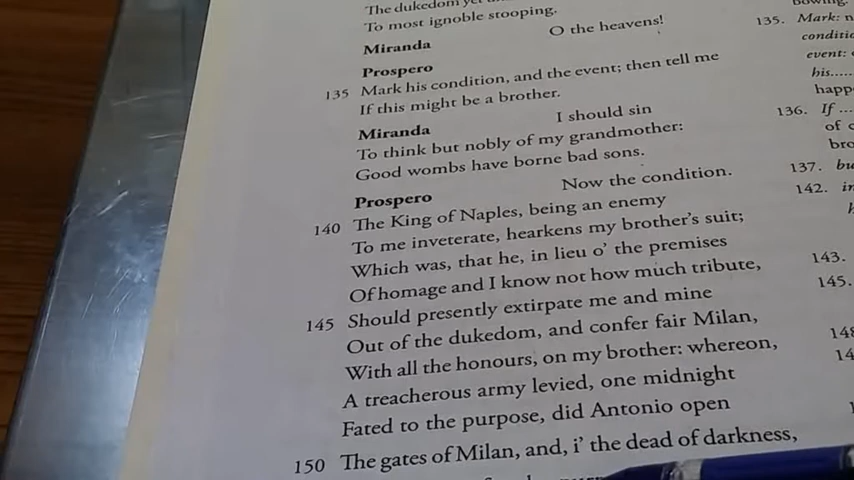 The dukedom yet
To most ignoble stooping.
Miranda O the heavens!
Prospero
135 Mark his condition, and the event; then tell me
If this might be a brother.
Miranda I should sin
To think but nobly of my grandmother:
Good wombs have borne bad sons.
Prospero Now the condition.
140 The King of Naples, being an enemy
To me inveterate, hearkens my brother's suit;
Which was, that he, in lieu o' the premises
Of homage and I know not how much tribute,
145 Should presently extirpate me and mine
Out of the dukedom, and confer fair Milan,
With all the honours, on my brother: whereon,
A treacherous army levied, one midnight
Fated to the purpose, did Antonio open
150 The gates of Milan, and, i' the dead of darkness,
bowing.
135. Mark:
event:
his.....
136. If ...
of
137.
142.
143.
145.